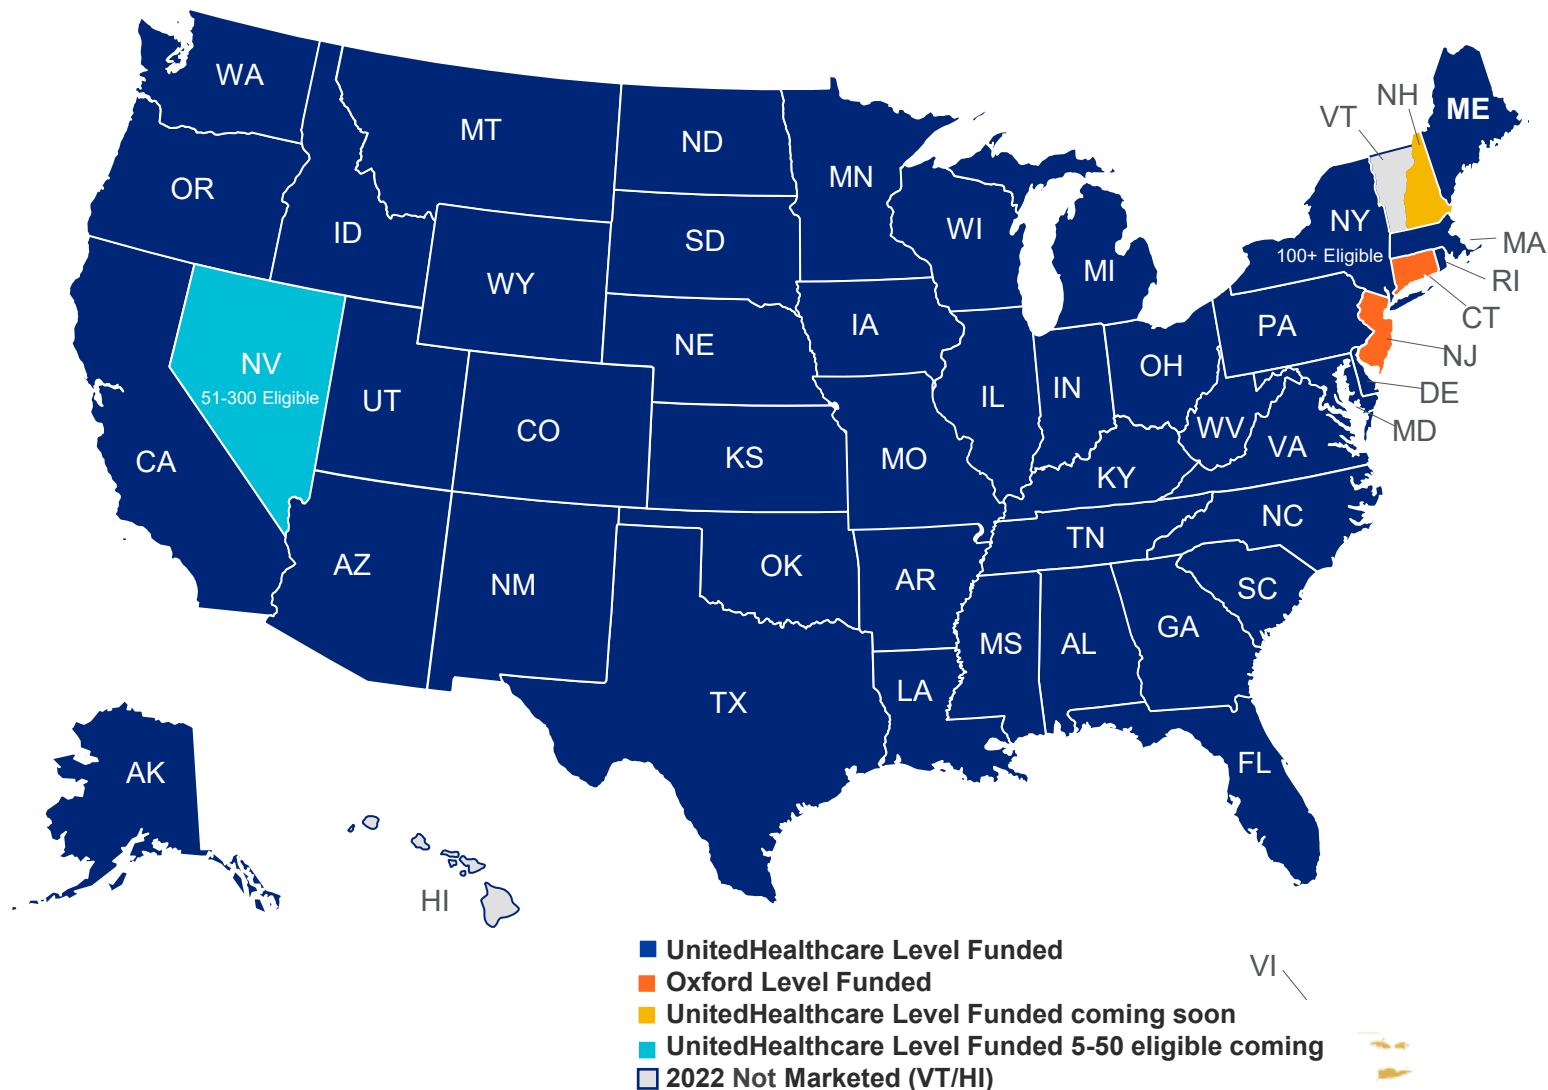 WA
MT
ND
MN
OR
ID
WY
SD
WI
MI
NH
VT
ME
NY
100+ Eligible
MA
RI
CT
NJ
DE
MD
NV
51-300 Eligible
UT
CO
NE
IA
IL
IN
OH
PA
WV
VA
CA
KS
MO
KY
NC
TN
AZ
NM
OK
AR
SC
MS
AL
GA
TX
LA
FL
AK
HI
VI
UnitedHealthcare Level Funded
Oxford Level Funded
UnitedHealthcare Level Funded coming soon
UnitedHealthcare Level Funded 5-50 eligible coming
2022 Not Marketed (VT/HI)